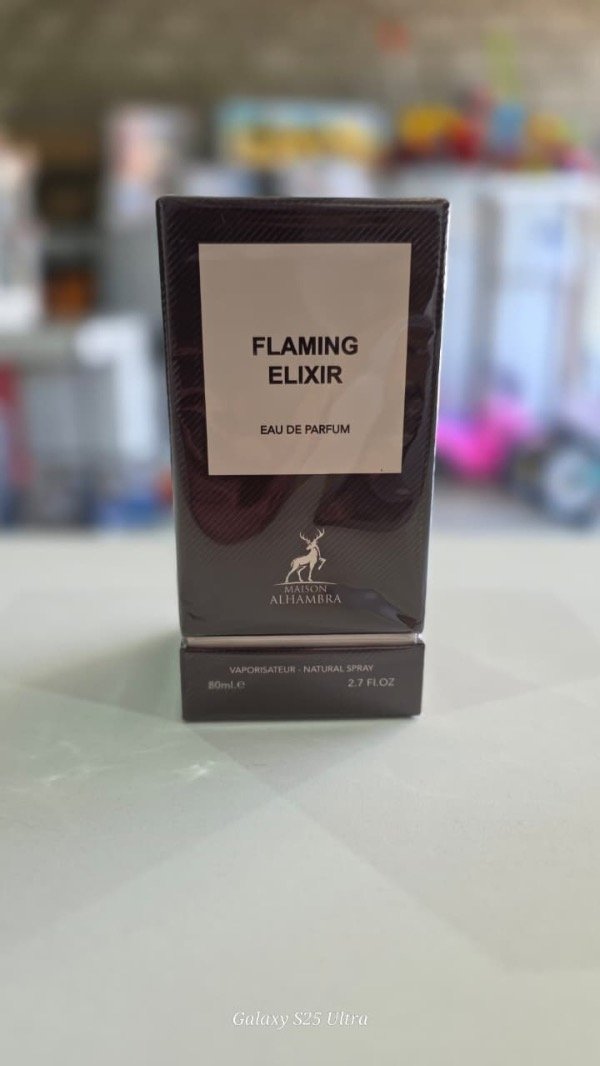 FLAMING
ELIXIR
EAU DE PARFUM
MAISON
ALHAMBRA
VAPORISATEUR - NATURAL SPRAY
80ml.e 2.7 Fl.OZ
Galaxy S25 Ultra